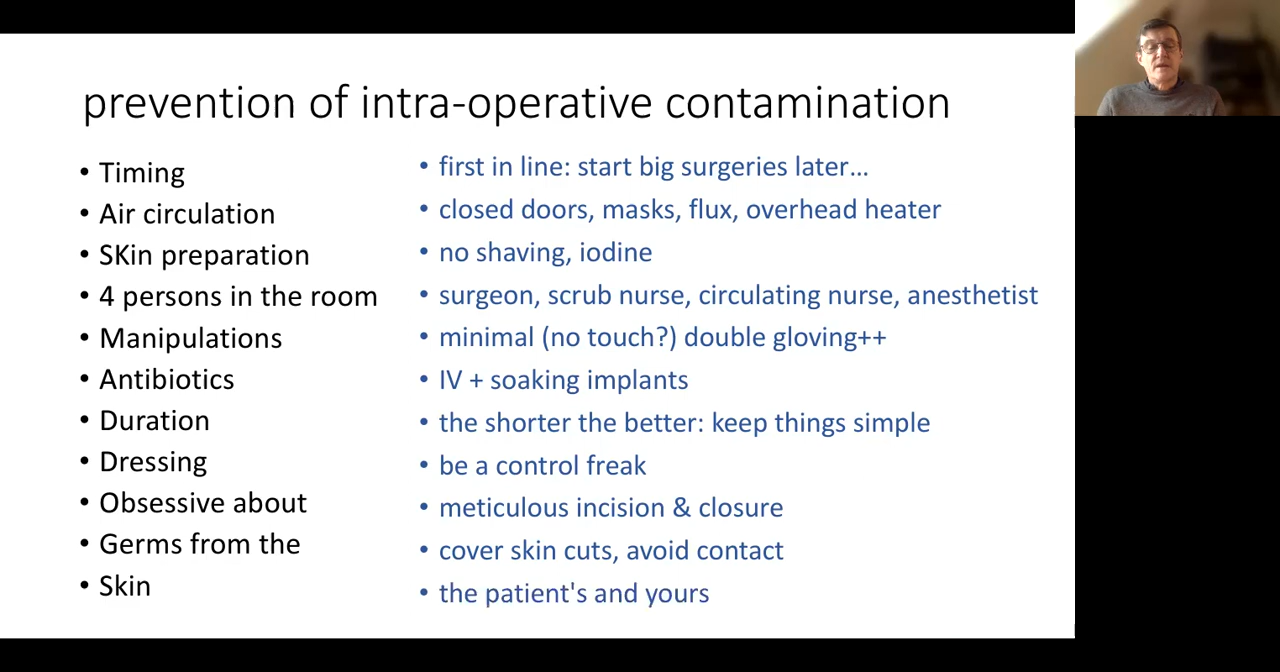 prevention of intra-operative contamination
• Timing
• Air circulation
• SKin preparation
• 4 persons in the room
• Manipulations
• Antibiotics
• Duration
• Dressing
• Obsessive about
• Germs from the
• Skin
• first in line: start big surgeries later...
• closed doors, masks, flux, overhead heater
• no shaving, iodine
• surgeon, scrub nurse, circulating nurse, anesthetist
• minimal (no touch?) double gloving++
• IV + soaking implants
• the shorter the better: keep things simple
• be a control freak
• meticulous incision & closure
• cover skin cuts, avoid contact
• the patient's and yours